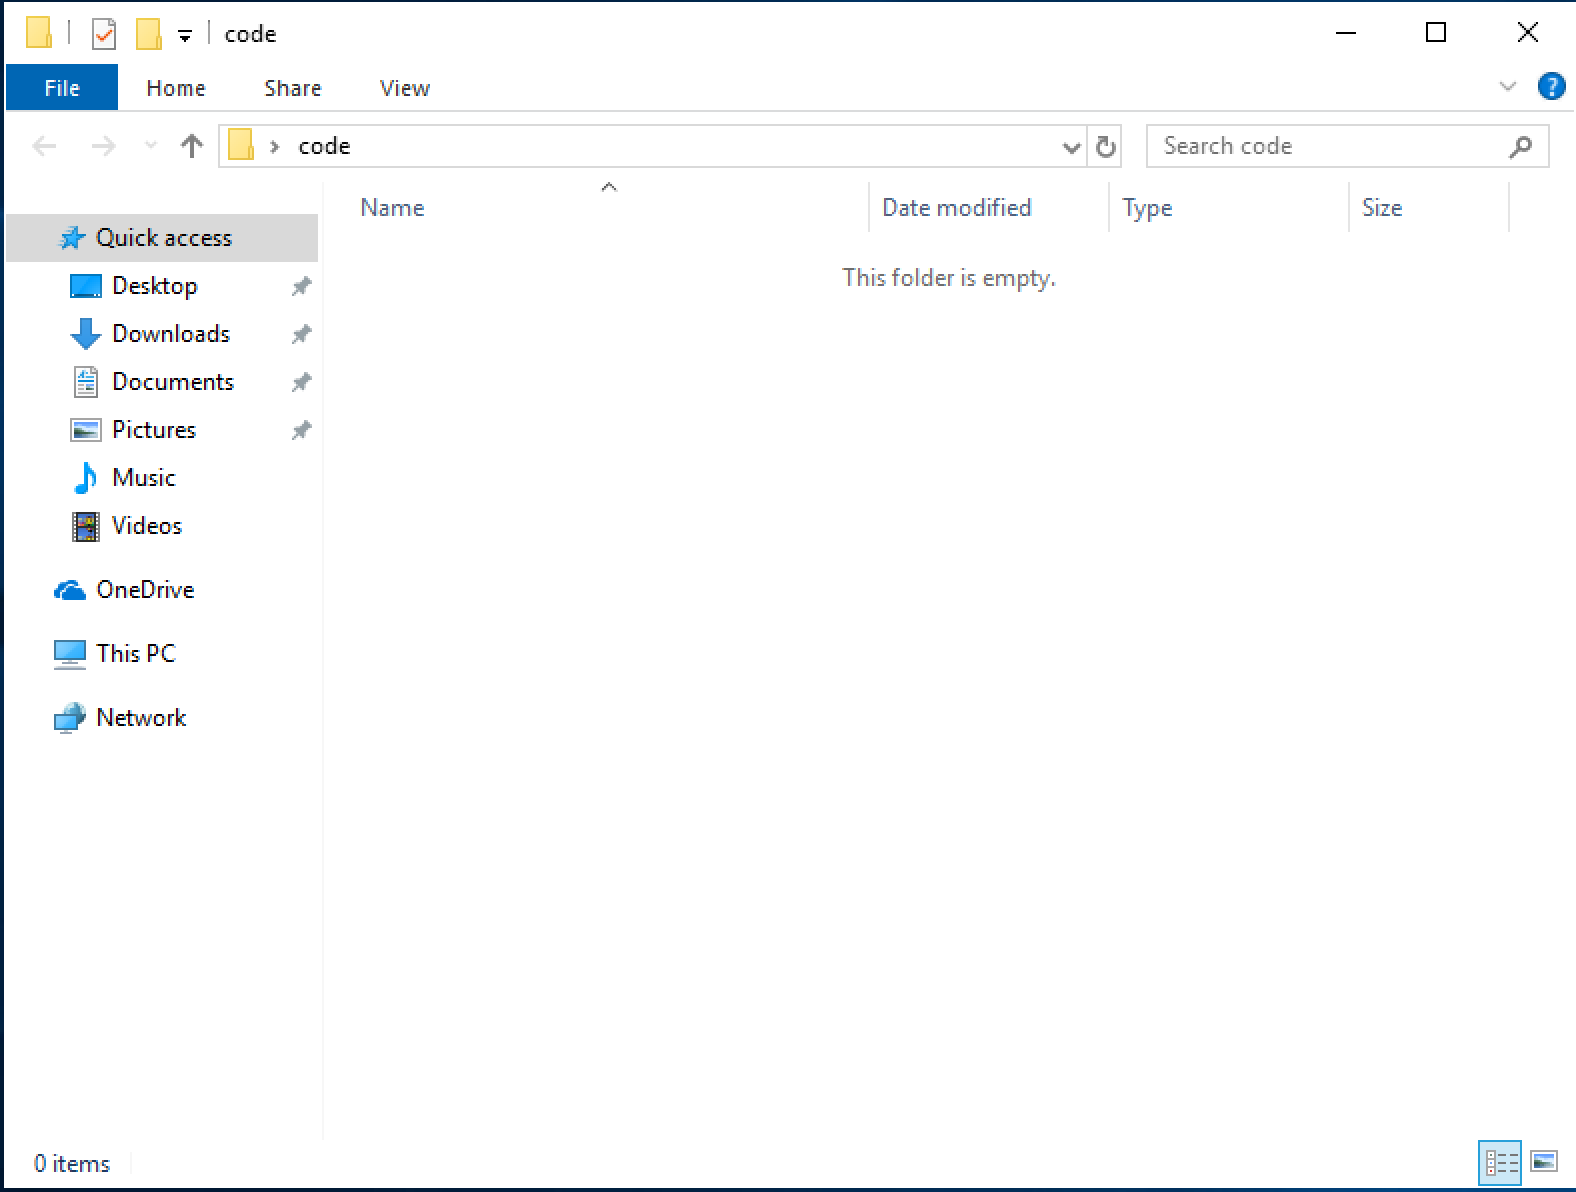 code
File Home Share View
code
Search code
Name Date modified Type Size
This folder is empty.
Quick access
Desktop
Downloads
Documents
Pictures
Music
Videos
OneDrive
This PC
Network
0 items